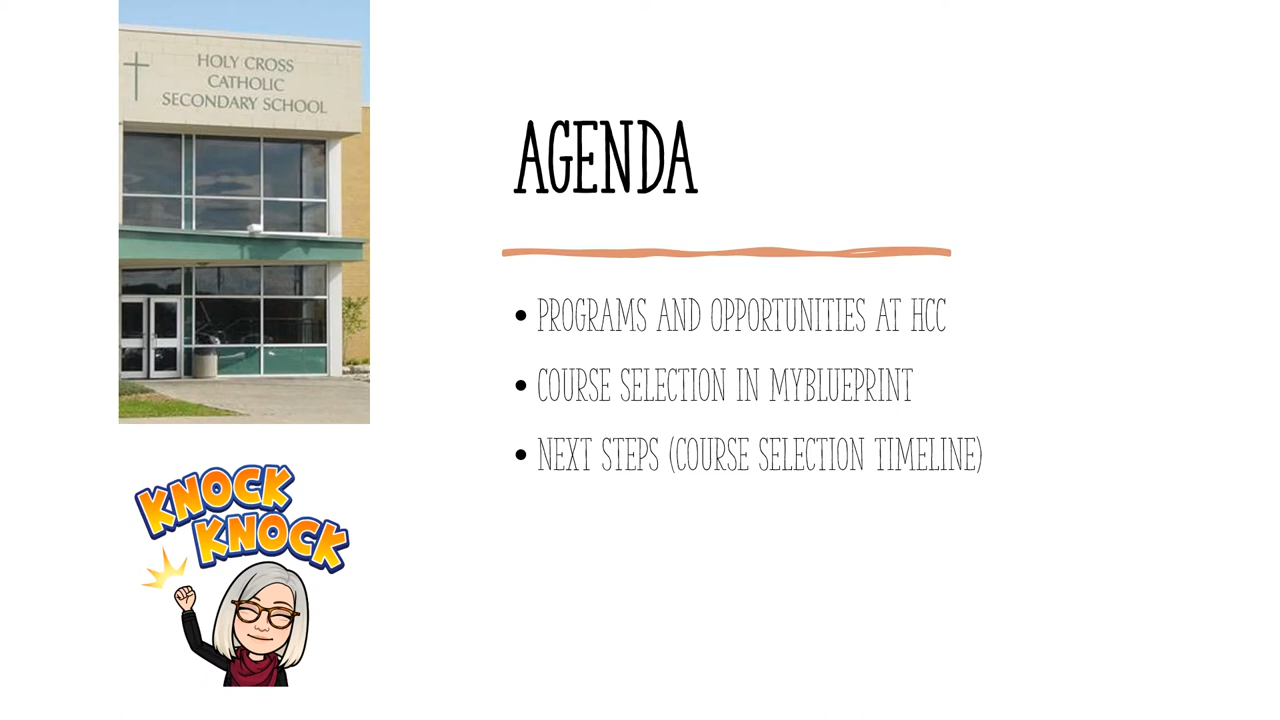 HOLY CROSS
CATHOLIC
SECONDARY SCHOOL
AGENDA
PROGRAMS AND OPPORTUNITIES AT HCC
COURSE SELECTION IN MYBLUEPRINT
NEXT STEPS (COURSE SELECTION TIMELINE)
KNOCK
KNOCK